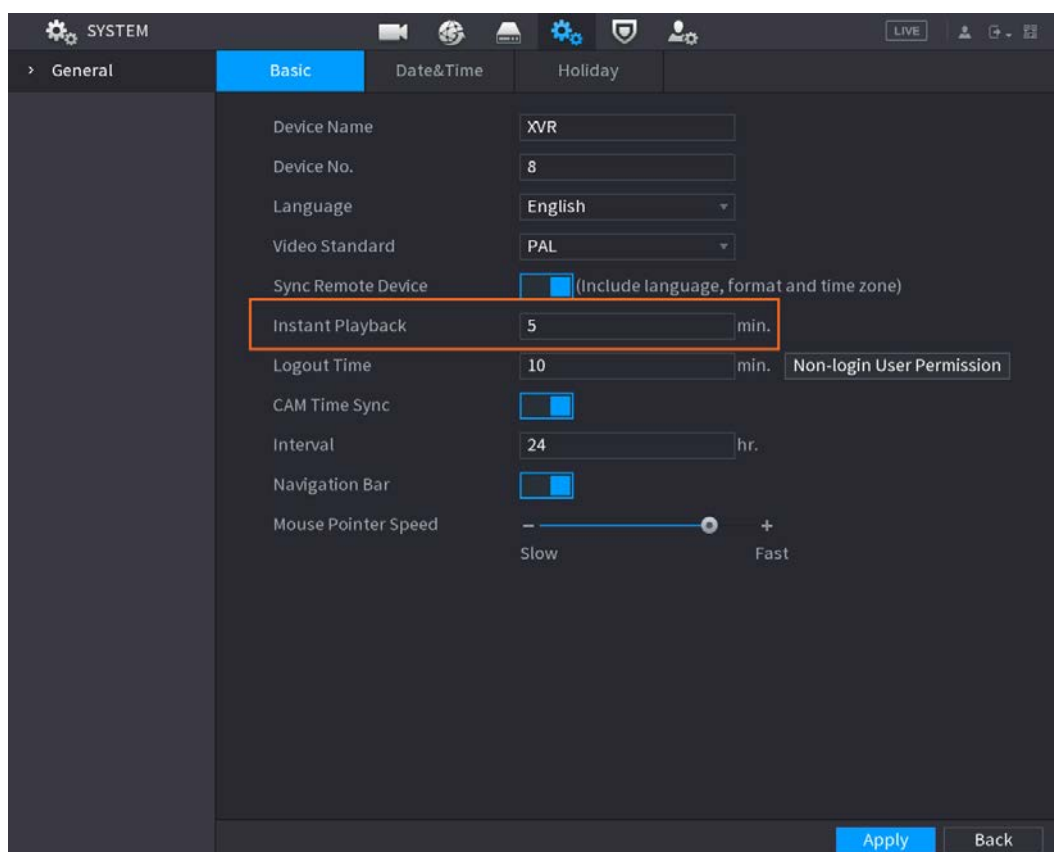 SYSTEM LIVE
> General Basic Date&Time Holiday
Device Name XVR
Device No. 8
Language English
Video Standard PAL
Sync Remote Device (Include language, format and time zone)
Instant Playback 5 min.
Logout Time 10 min. Non-login User Permission
CAM Time Sync
Interval 24 hr.
Navigation Bar
Mouse Pointer Speed − +
Slow Fast
Apply Back